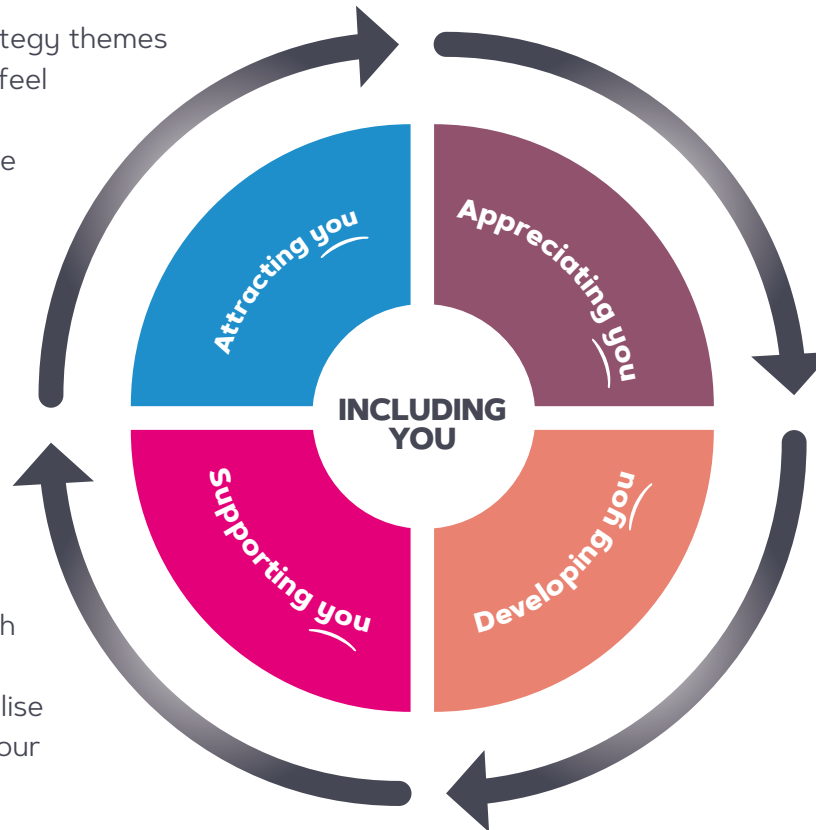 tegy themes
feel
e
Attracting you
Appreciating you
INCLUDING
YOU
Supporting you
Developing you
h
lise
our